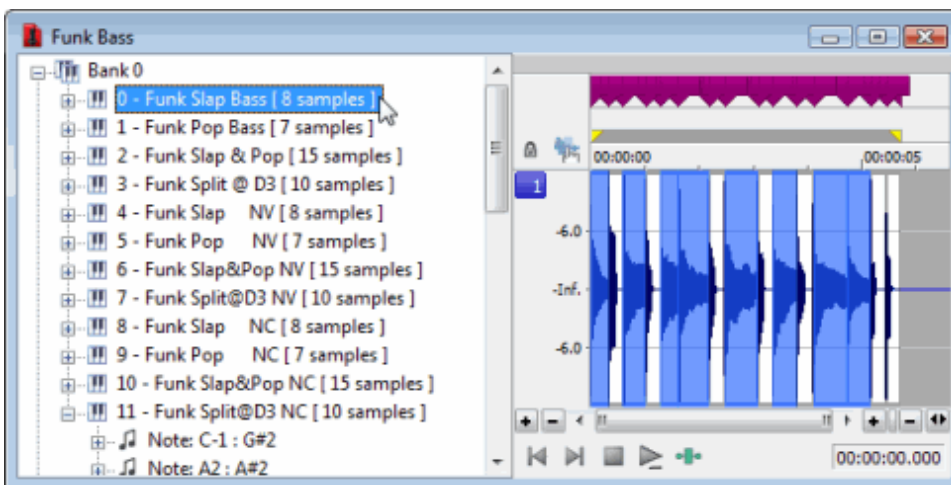 Funk Bass
Bank 0
0 - Funk Slap Bass [ 8 samples ]
1 - Funk Pop Bass [ 7 samples ]
2 - Funk Slap & Pop [ 15 samples ]
3 - Funk Split @ D3 [ 10 samples ]
4 - Funk Slap NV [ 8 samples ]
5 - Funk Pop NV [ 7 samples ]
6 - Funk Slap&Pop NV [ 15 samples ]
7 - Funk Split@D3 NV [ 10 samples ]
8 - Funk Slap NC [ 8 samples ]
9 - Funk Pop NC [ 7 samples ]
10 - Funk Slap&Pop NC [ 15 samples ]
11 - Funk Split@D3 NC [ 10 samples ]
Note: C-1 : G#2
Note: A2 : A#2
00:00:00
00:00:05
1
-6.0
-Inf.
-6.0
00:00:00.000